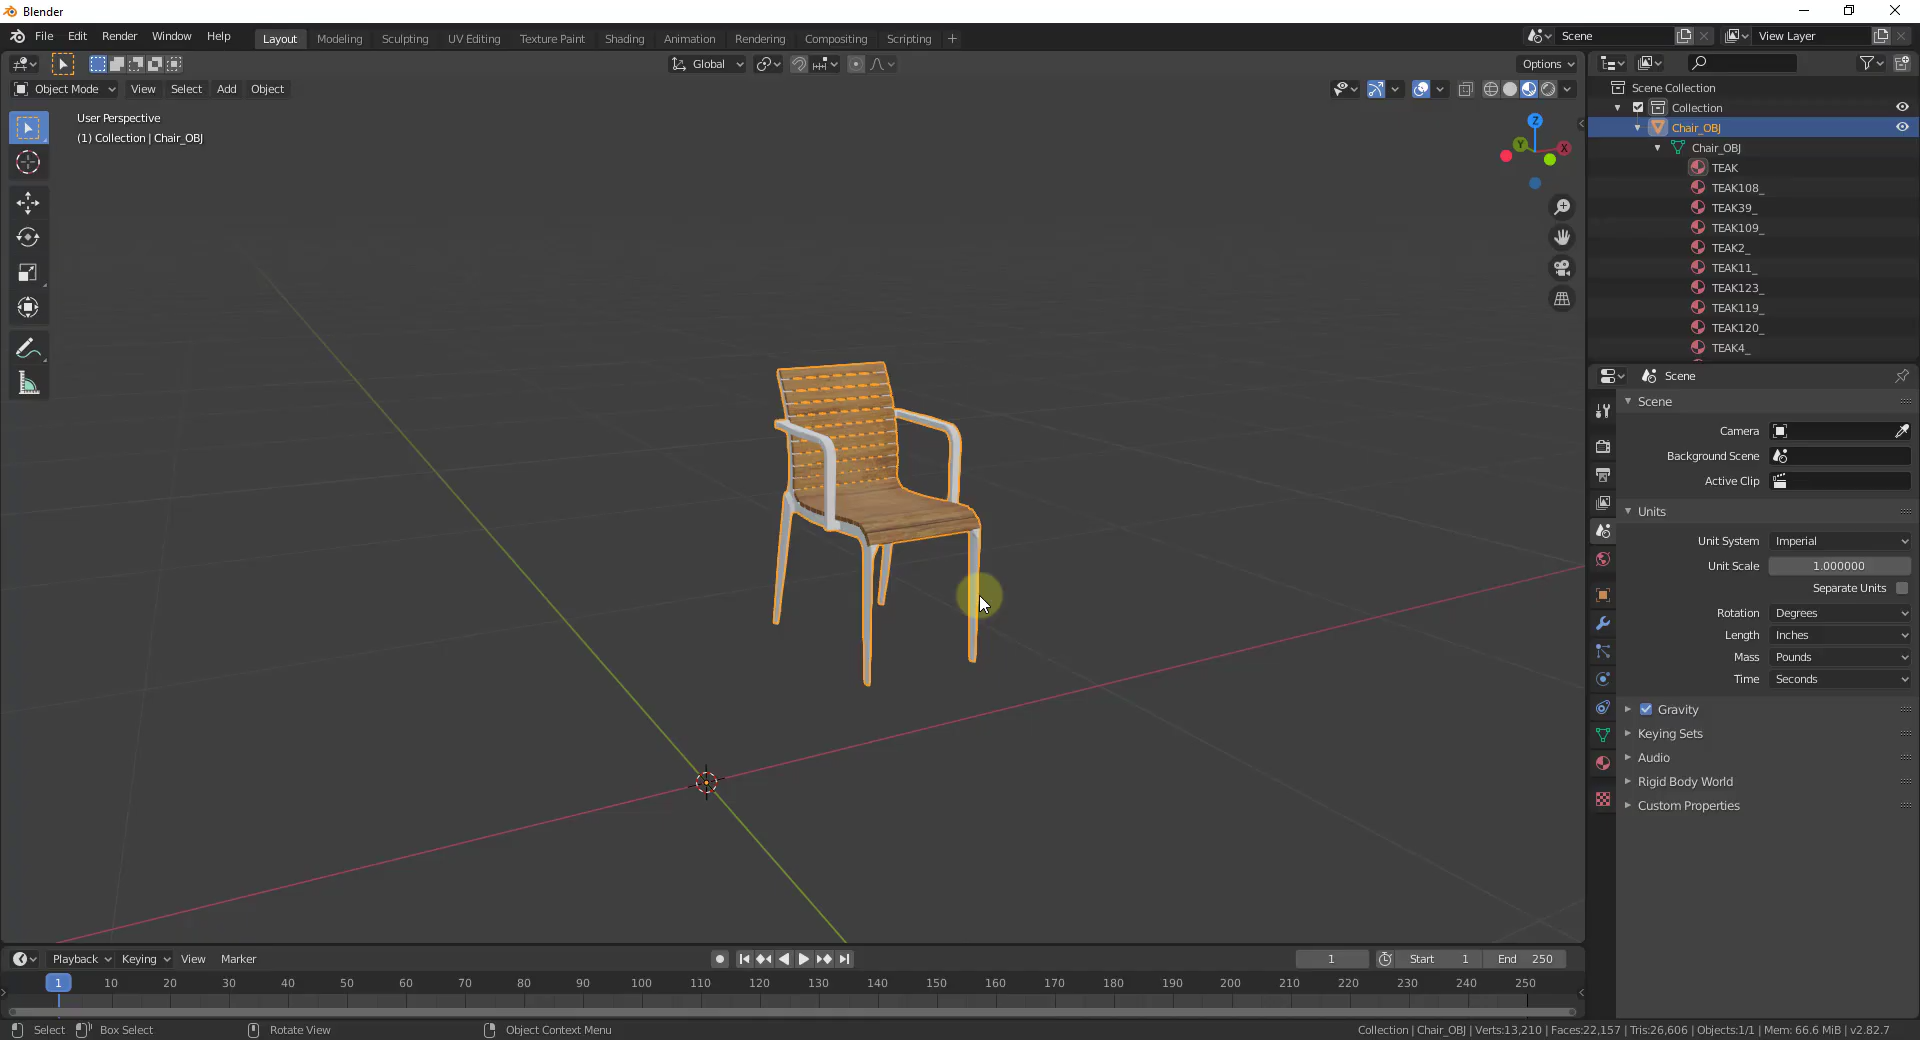 Blender
File Edit Render Window Help Layout Modeling Sculpting UV Editing Texture Paint Shading Animation Rendering Compositing Scripting + Scene View Layer
Global Options
Object Mode View Select Add Object
User Perspective
(1) Collection | Chair_OBJ
Z
Y X
Scene Collection
Collection
Chair_OBJ
Chair_OBJ
TEAK
TEAK108_
TEAK39_
TEAK109_
TEAK2_
TEAK11_
TEAK123_
TEAK119_
TEAK120_
TEAK4_
Scene
Scene
Camera
Background Scene
Active Clip
Units
Unit System Imperial
Unit Scale 1.000000
Separate Units
Rotation Degrees
Length Inches
Mass Pounds
Time Seconds
Gravity
Keying Sets
Audio
Rigid Body World
Custom Properties
Playback Keying View Marker 1 Start 1 End 250
1 10 20 30 40 50 60 70 80 90 100 110 120 130 140 150 160 170 180 190 200 210 220 230 240 250
Select Box Select Rotate View Object Context Menu Collection | Chair_OBJ | Verts:13,210 | Faces:22,157 | Tris:26,606 | Objects:1/1 | Mem: 66.6 MiB | v2.82.7